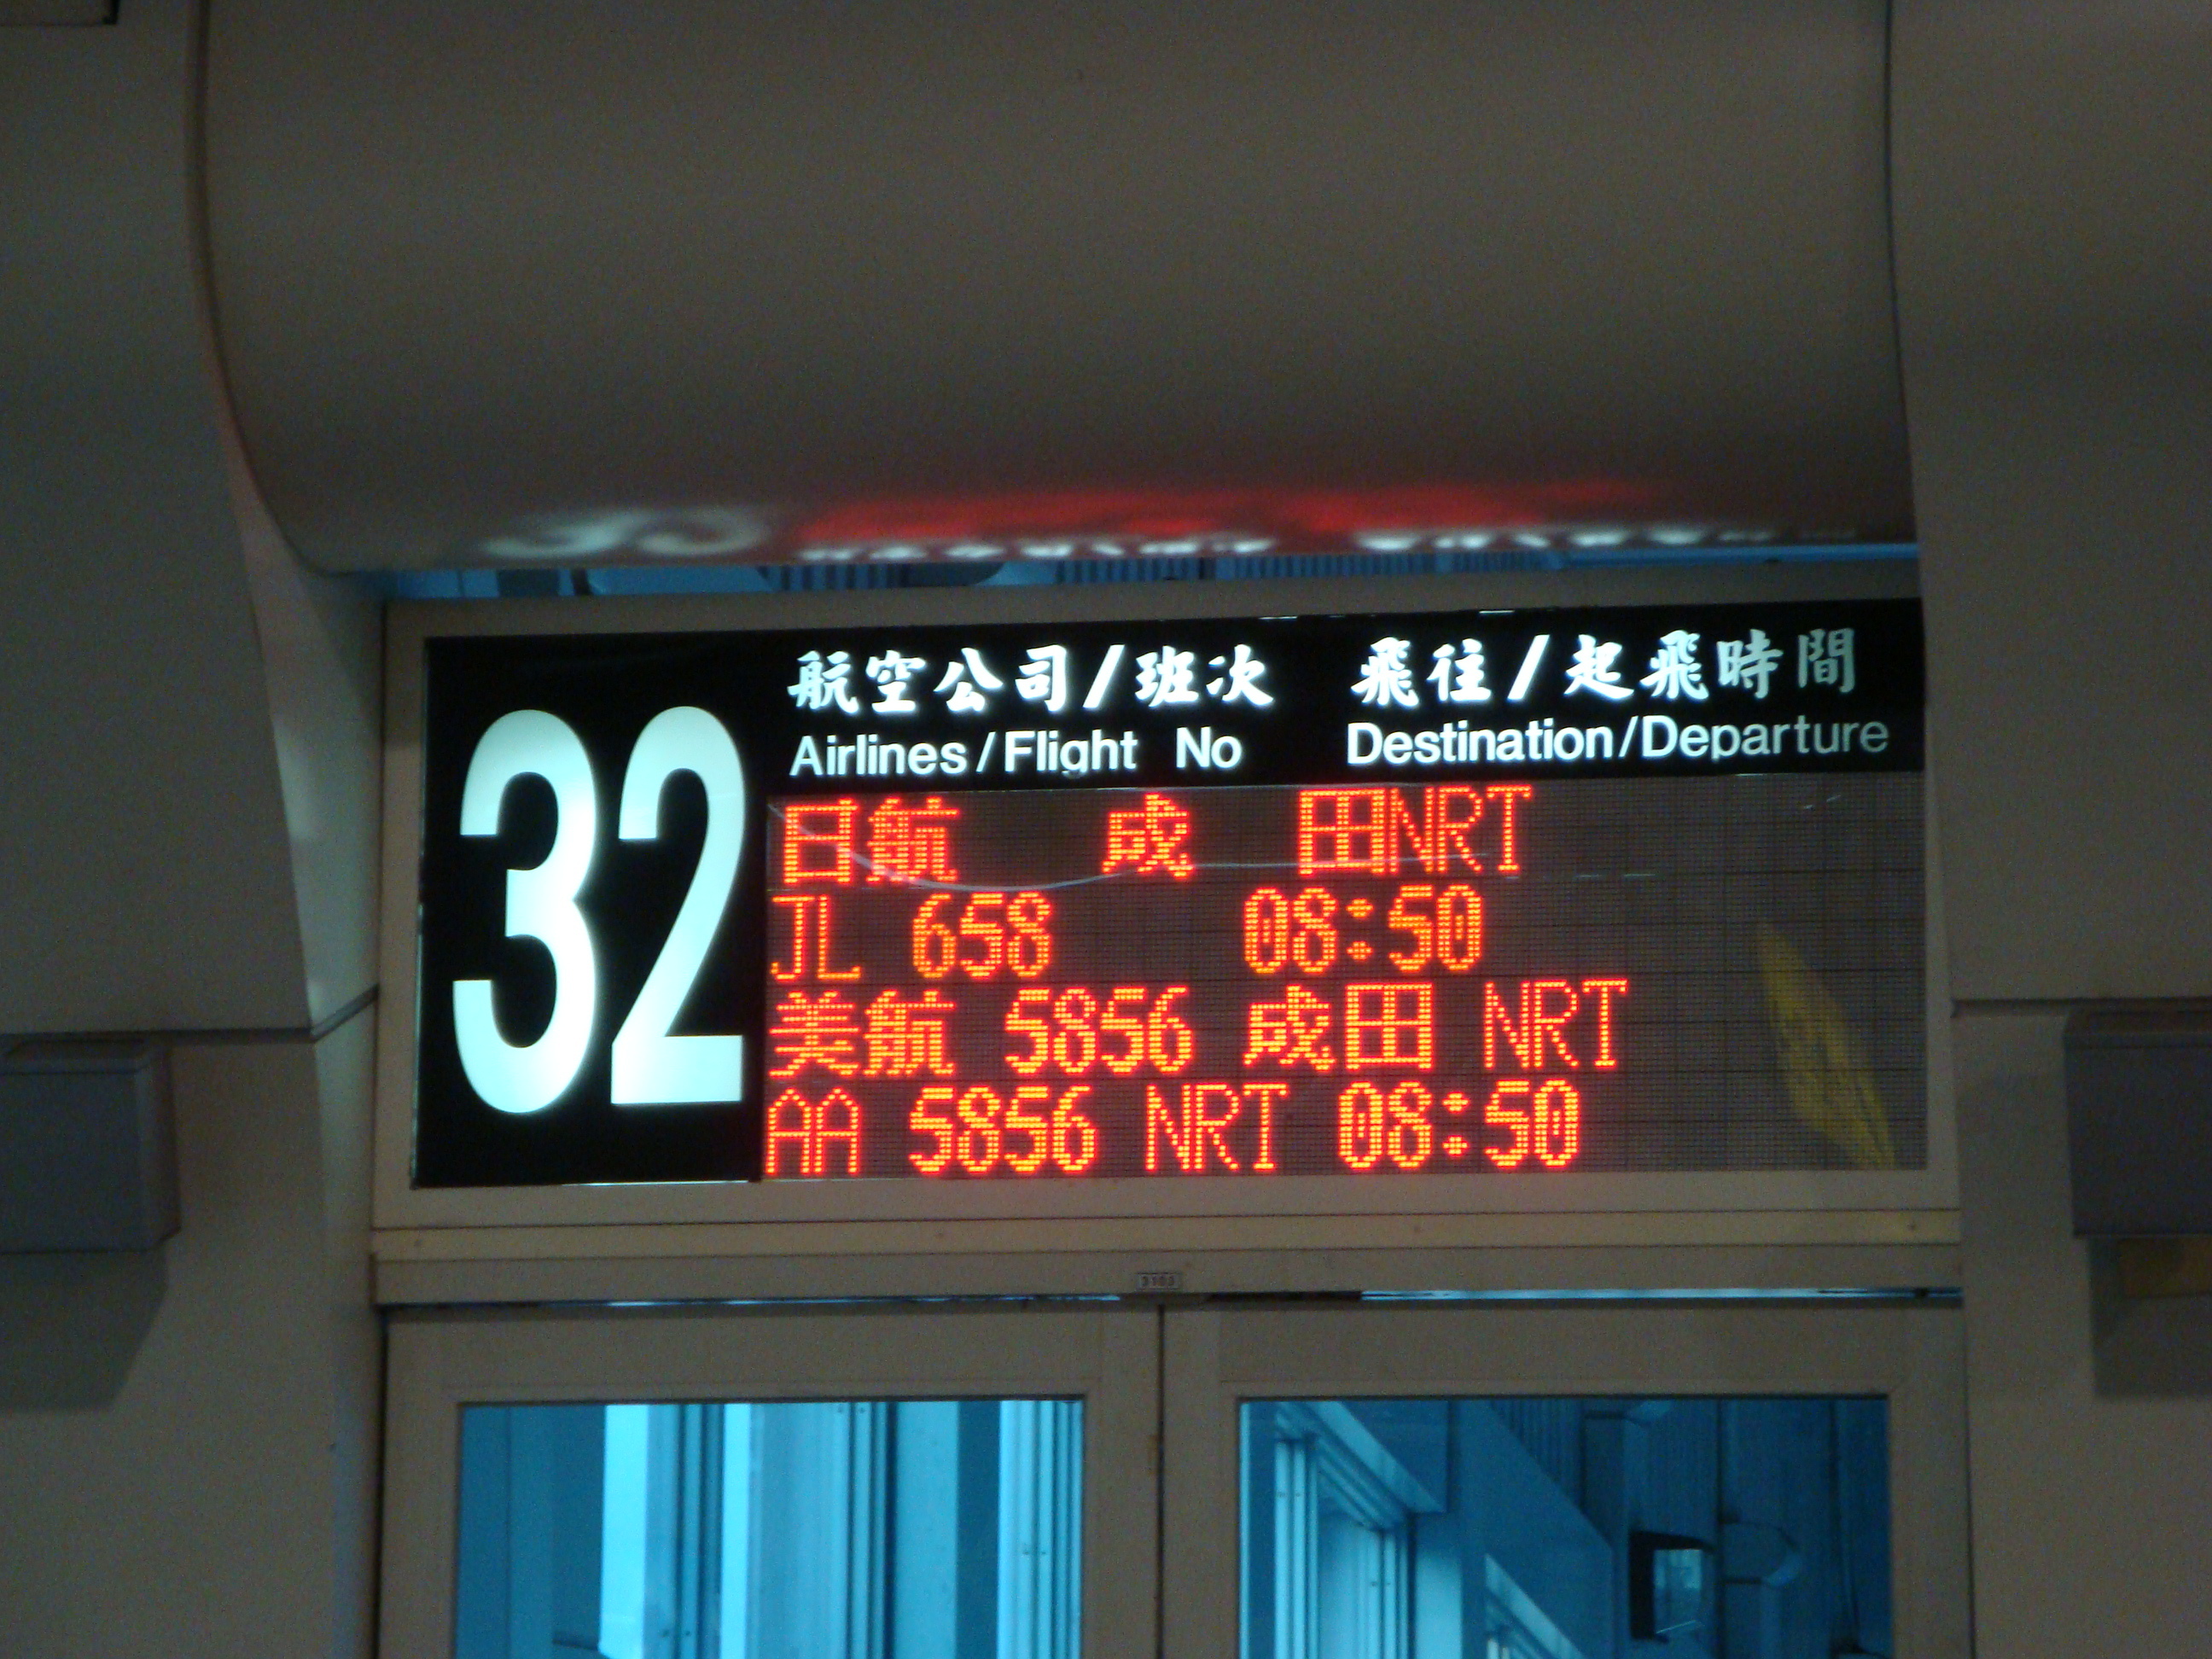 32
航空公司/班次 飛往/起飛時間
Airlines/Flight No Destination/Departure
日航 成 田NRT
JL 658 08:50
美航 5856 成田 NRT
AA 5856 NRT 08:50
3103